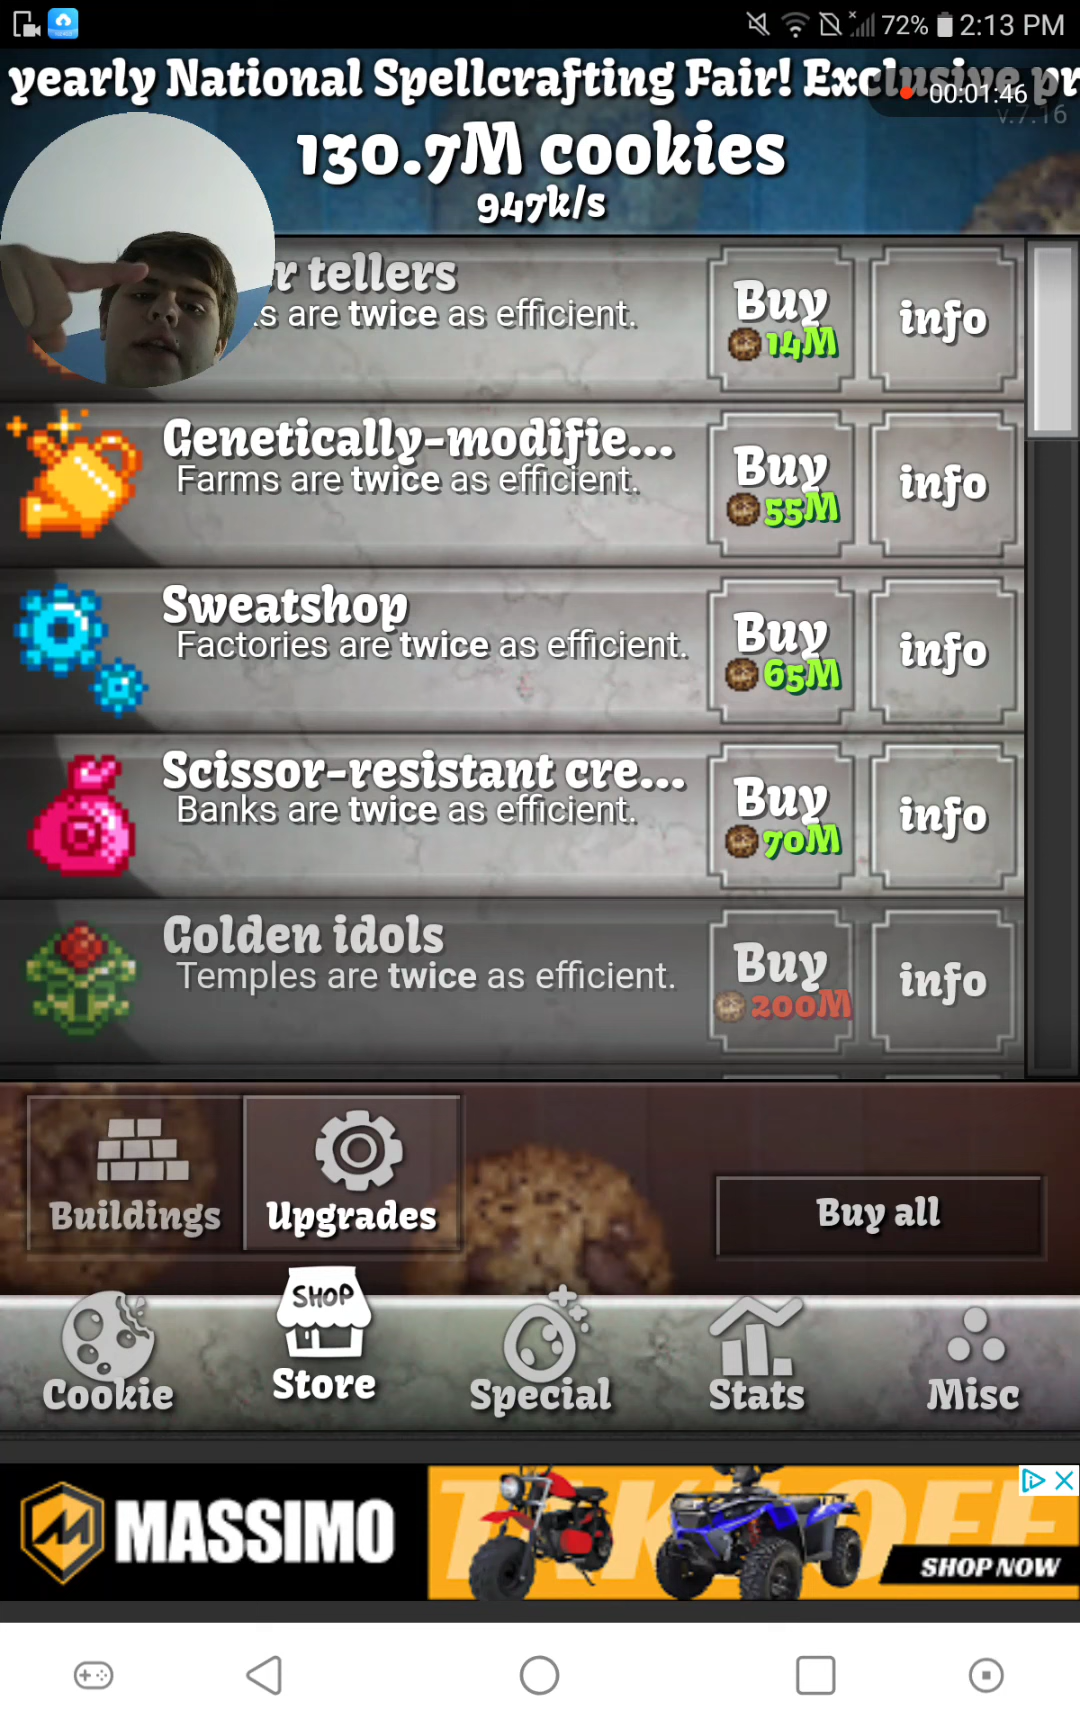 72% 2:13 PM
yearly National Spellcrafting Fair! Exclusive pr
00:01:46
v.7.16
130.7M cookies
947k/s
r tellers
s are twice as efficient.
Buy
14M
info
Genetically-modifie...
Farms are twice as efficient.
Buy
55M
info
Sweatshop
Factories are twice as efficient.
Buy
65M
info
Scissor-resistant cre...
Banks are twice as efficient.
Buy
70M
info
Golden idols
Temples are twice as efficient.
Buy
200M
info
Buildings
Upgrades
Buy all
SHOP
Cookie
Store
Special
Stats
Misc
MASSIMO
SHOP NOW